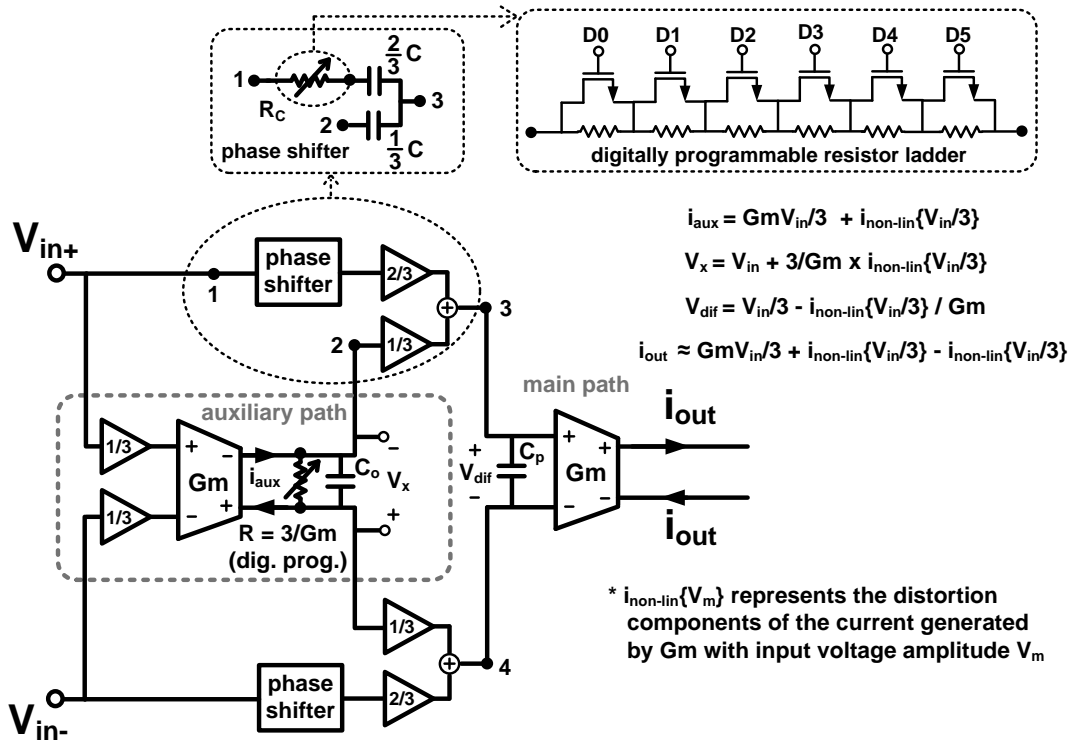 D0 D1 D2 D3 D4 D5
2/3 C
1
3
R_C
2
1/3 C
phase shifter
digitally programmable resistor ladder
i_aux = GmV_in/3 + i_non-lin{V_in/3}
V_in+
phase
shifter
2/3
V_x = V_in + 3/Gm x i_non-lin{V_in/3}
1
3
V_dif = V_in/3 - i_non-lin{V_in/3} / Gm
2
1/3
i_out ≈ GmV_in/3 + i_non-lin{V_in/3} - i_non-lin{V_in/3}
auxiliary path
main path
i_out
1/3
+
−
−
+
+
C_o
C_p
Gm
i_aux
V_x
V_dif
Gm
1/3
−
+
−
−
−
+
R = 3/Gm
(dig. prog.)
i_out
1/3
* i_non-lin{V_m} represents the distortion
components of the current generated
by Gm with input voltage amplitude V_m
4
phase
shifter
2/3
V_in-